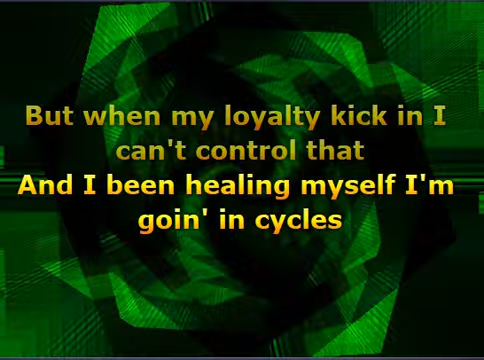 But when my loyalty kick in I
can't control that
And I been healing myself I'm
goin' in cycles